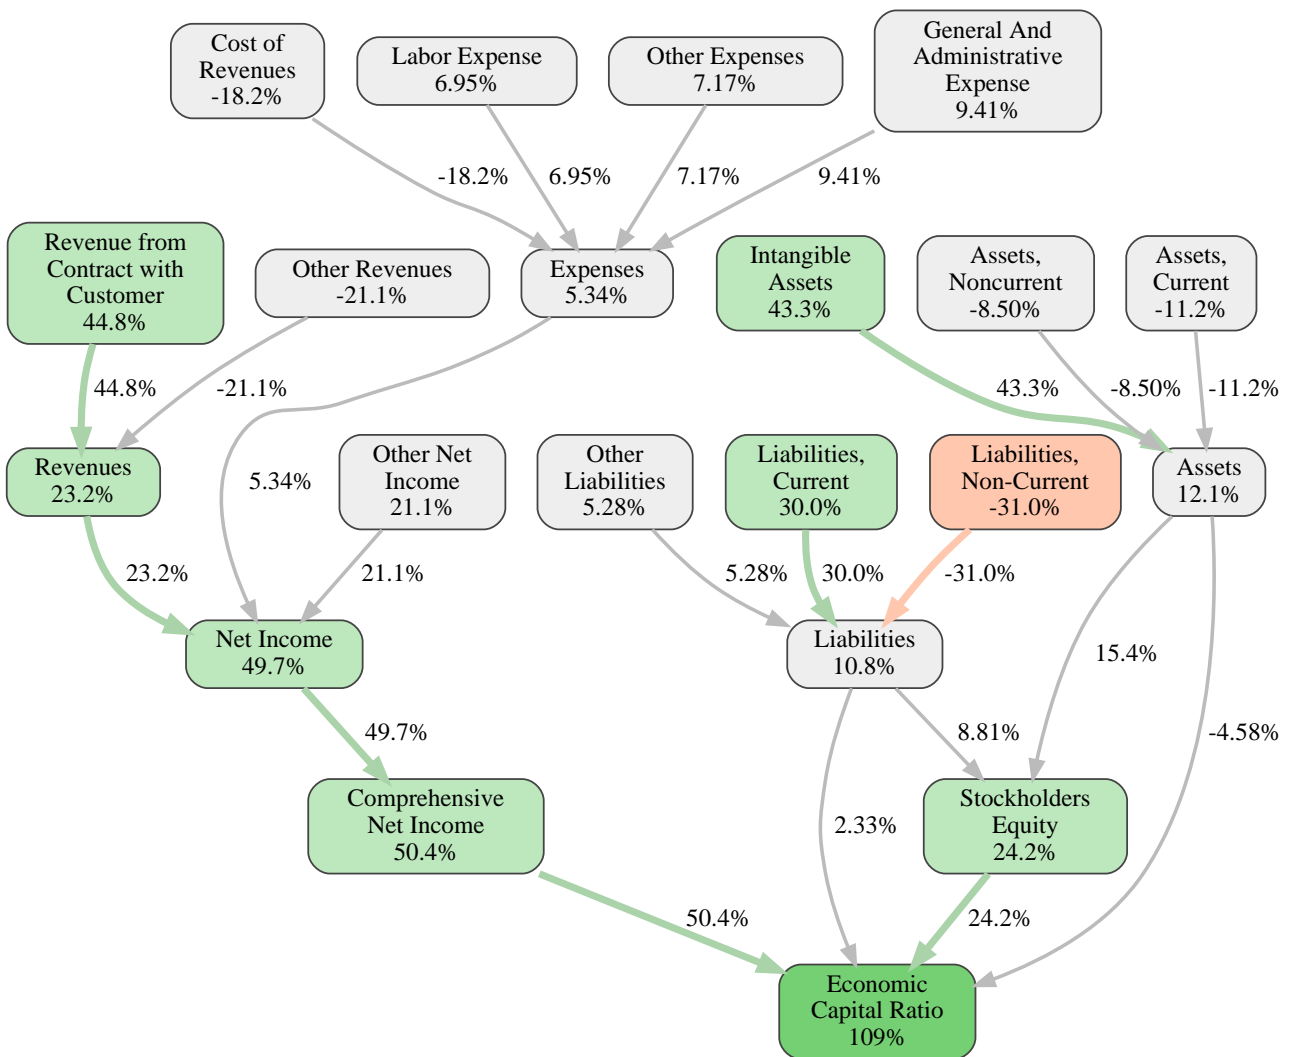 Cost of
Revenues
-18.2%
Labor Expense
6.95%
Other Expenses
7.17%
General And
Administrative
Expense
9.41%
-18.2%
6.95%
7.17%
9.41%
Revenue from
Contract with
Customer
44.8%
Other Revenues
-21.1%
Expenses
5.34%
Intangible
Assets
43.3%
Assets,
Noncurrent
-8.50%
Assets,
Current
-11.2%
44.8%
-21.1%
43.3%
-8.50%
-11.2%
Revenues
23.2%
5.34%
Other Net
Income
21.1%
Other
Liabilities
5.28%
Liabilities,
Current
30.0%
Liabilities,
Non-Current
-31.0%
Assets
12.1%
23.2%
21.1%
5.28%
30.0%
-31.0%
Net Income
49.7%
Liabilities
10.8%
15.4%
49.7%
8.81%
-4.58%
Comprehensive
Net Income
50.4%
2.33%
Stockholders
Equity
24.2%
50.4%
24.2%
Economic
Capital Ratio
109%